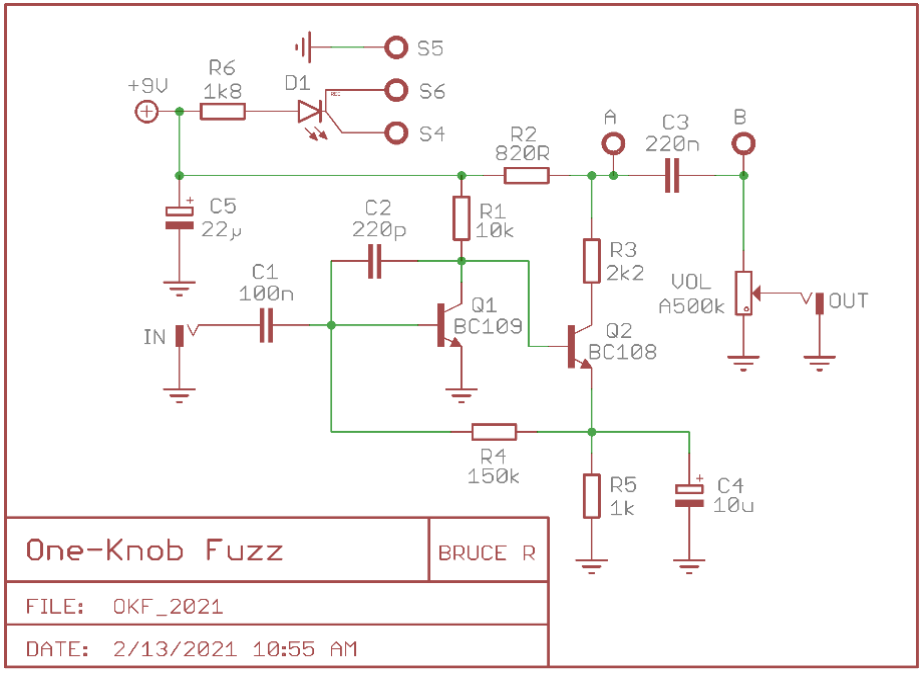 S5
R6
1k8
D1
+9V
RED
S6
S4
R2
820R
A
C3
220n
B
C5
22µ
C2
220p
R1
10k
C1
100n
Q1
BC109
R3
2k2
VOL
A500k
OUT
IN
Q2
BC108
R4
150k
R5
1k
C4
10u
One-Knob Fuzz
BRUCE R
FILE: OKF_2021
DATE: 2/13/2021 10:55 AM